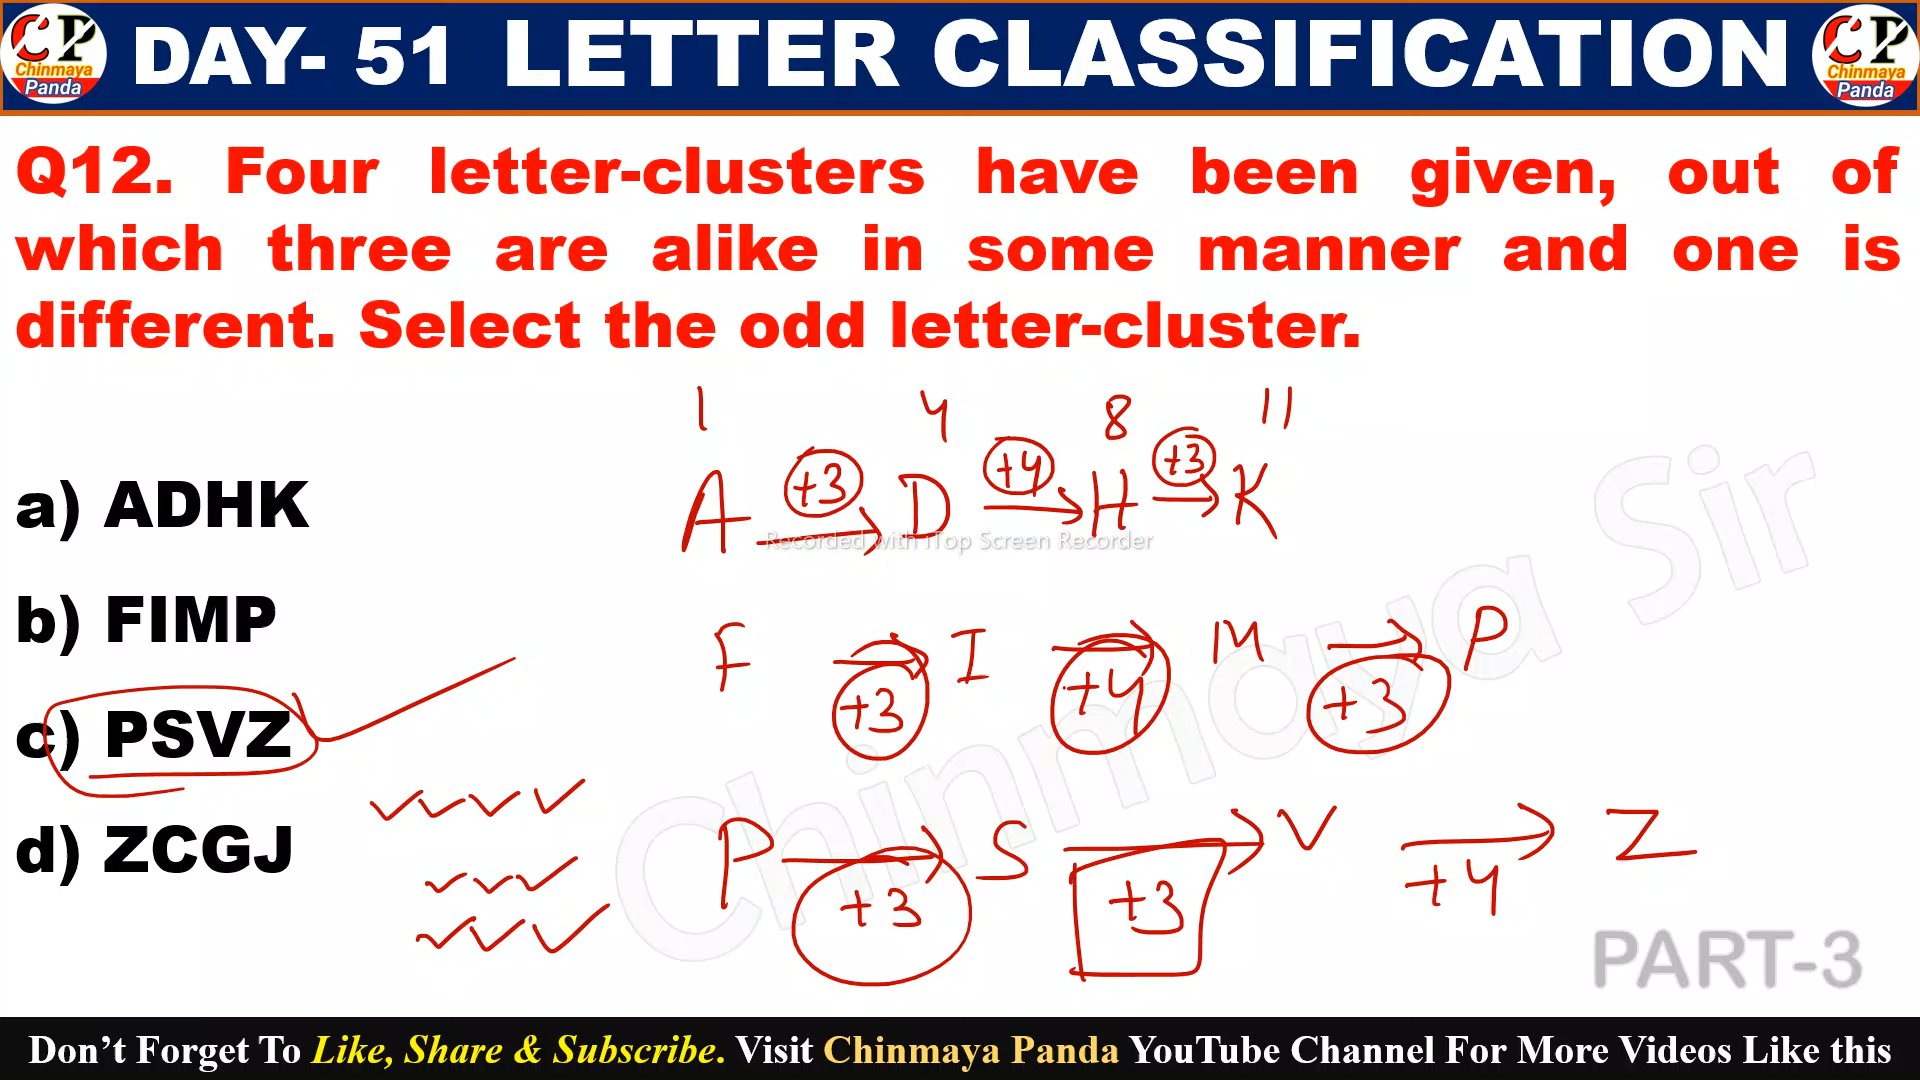 CP
Chinmaya
Panda
DAY- 51 LETTER CLASSIFICATION
CP
Chinmaya
Panda
Q12. Four letter-clusters have been given, out of
which three are alike in some manner and one is
different. Select the odd letter-cluster.
1 4 8 11
+3 +4 +3
a) ADHK
A D H K
Recorded with iTop Screen Recorder
b) FIMP
F I M P
+3 +4 +3
c) PSVZ
P S V Z
+3 +3 +4
d) ZCGJ
Chinmaya Sir
PART-3
Don’t Forget To Like, Share & Subscribe. Visit Chinmaya Panda YouTube Channel For More Videos Like this